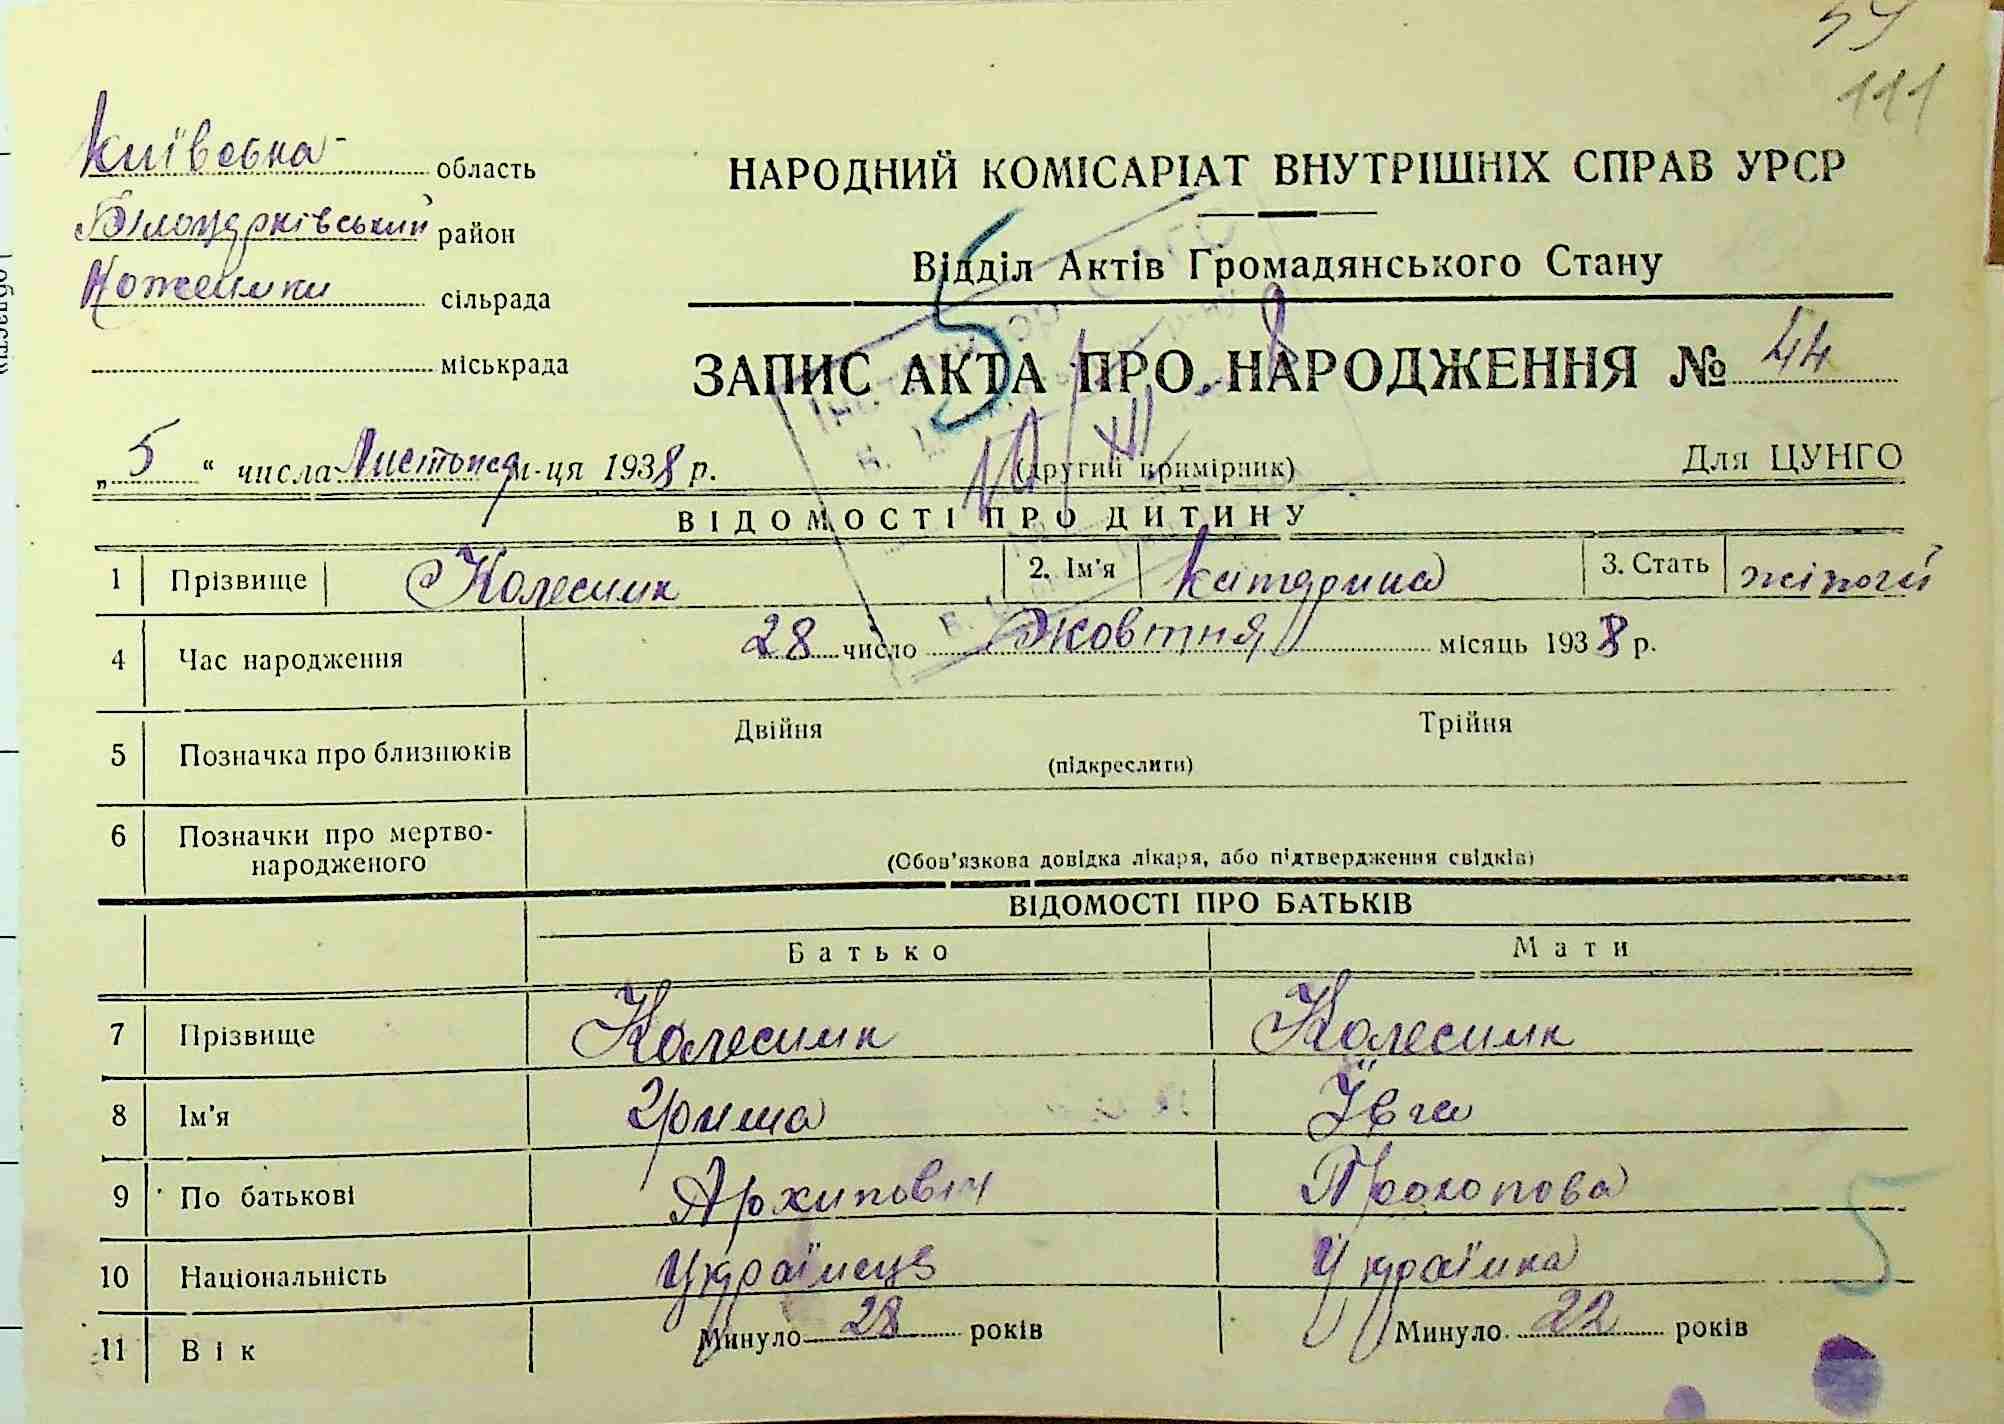 111
Київська область
Білоцерківський район
сільрада
міськрада
НАРОДНИЙ КОМІСАРІАТ ВНУТРІШНІХ СПРАВ УРСР
Відділ Актів Громадянського Стану
ЗАПИС АКТА ПРО НАРОДЖЕННЯ № 44
„5“ числа Листопад м-ця 1938 р.
(другий примірник)
Для ЦУНГО
ВІДОМОСТІ ПРО ДИТИНУ
1 Прізвище Колесник 2. Ім'я Катерина 3. Стать жіночи
4 Час народження 28 число Жовтня місяць 1938 р.
5 Позначка про близнюків Двійня Трійня
(підкреслити)
6 Позначки про мертво-
народженого (Обов'язкова довідка лікаря, або підтвердження свідків)
ВІДОМОСТІ ПРО БАТЬКІВ
Батько Мати
7 Прізвище Колесник Колесник
8 Ім'я Гриша Ївга
9 По батькові Архипович Прокопова
10 Національність Українець Українка
11 Вік Минуло 28 років Минуло 22 років
5
5